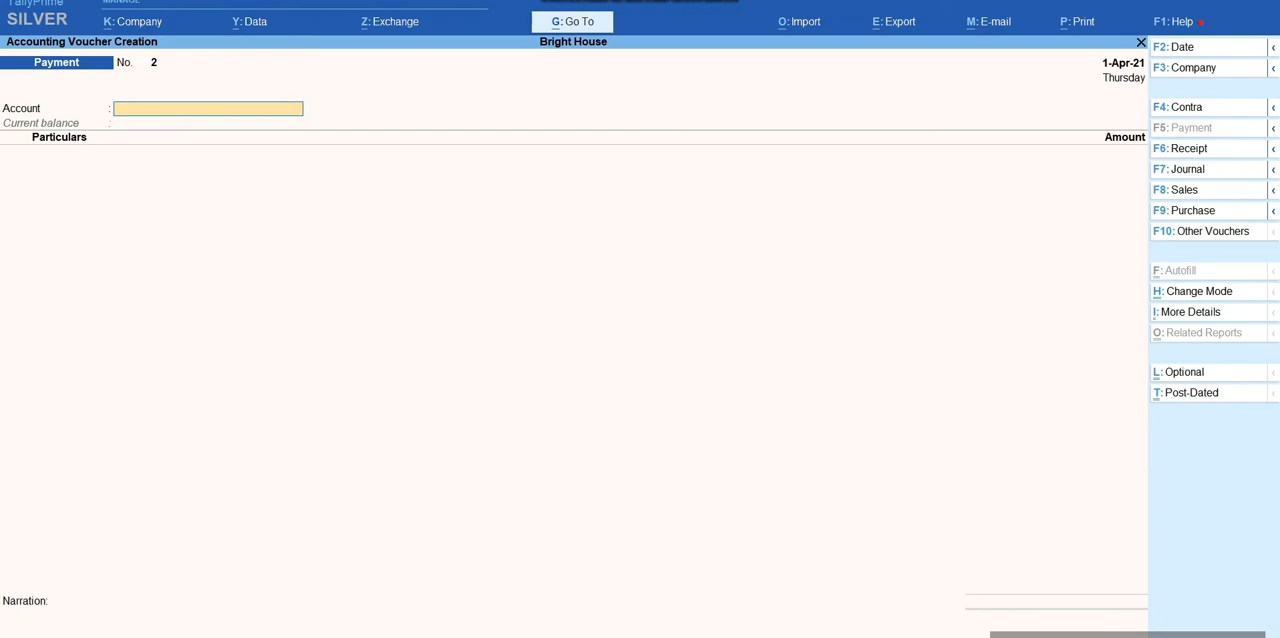 TallyPrime
MANAGE
SILVER
K: Company
Y: Data
Z: Exchange
G: Go To
O: Import
E: Export
M: E-mail
P: Print
F1: Help
Accounting Voucher Creation
Bright House
Payment No. 2
1-Apr-21
Thursday
Account :
Current balance :
Particulars
Amount
Narration:
F2: Date
F3: Company
F4: Contra
F5: Payment
F6: Receipt
F7: Journal
F8: Sales
F9: Purchase
F10: Other Vouchers
F: Autofill
H: Change Mode
I: More Details
O: Related Reports
L: Optional
T: Post-Dated